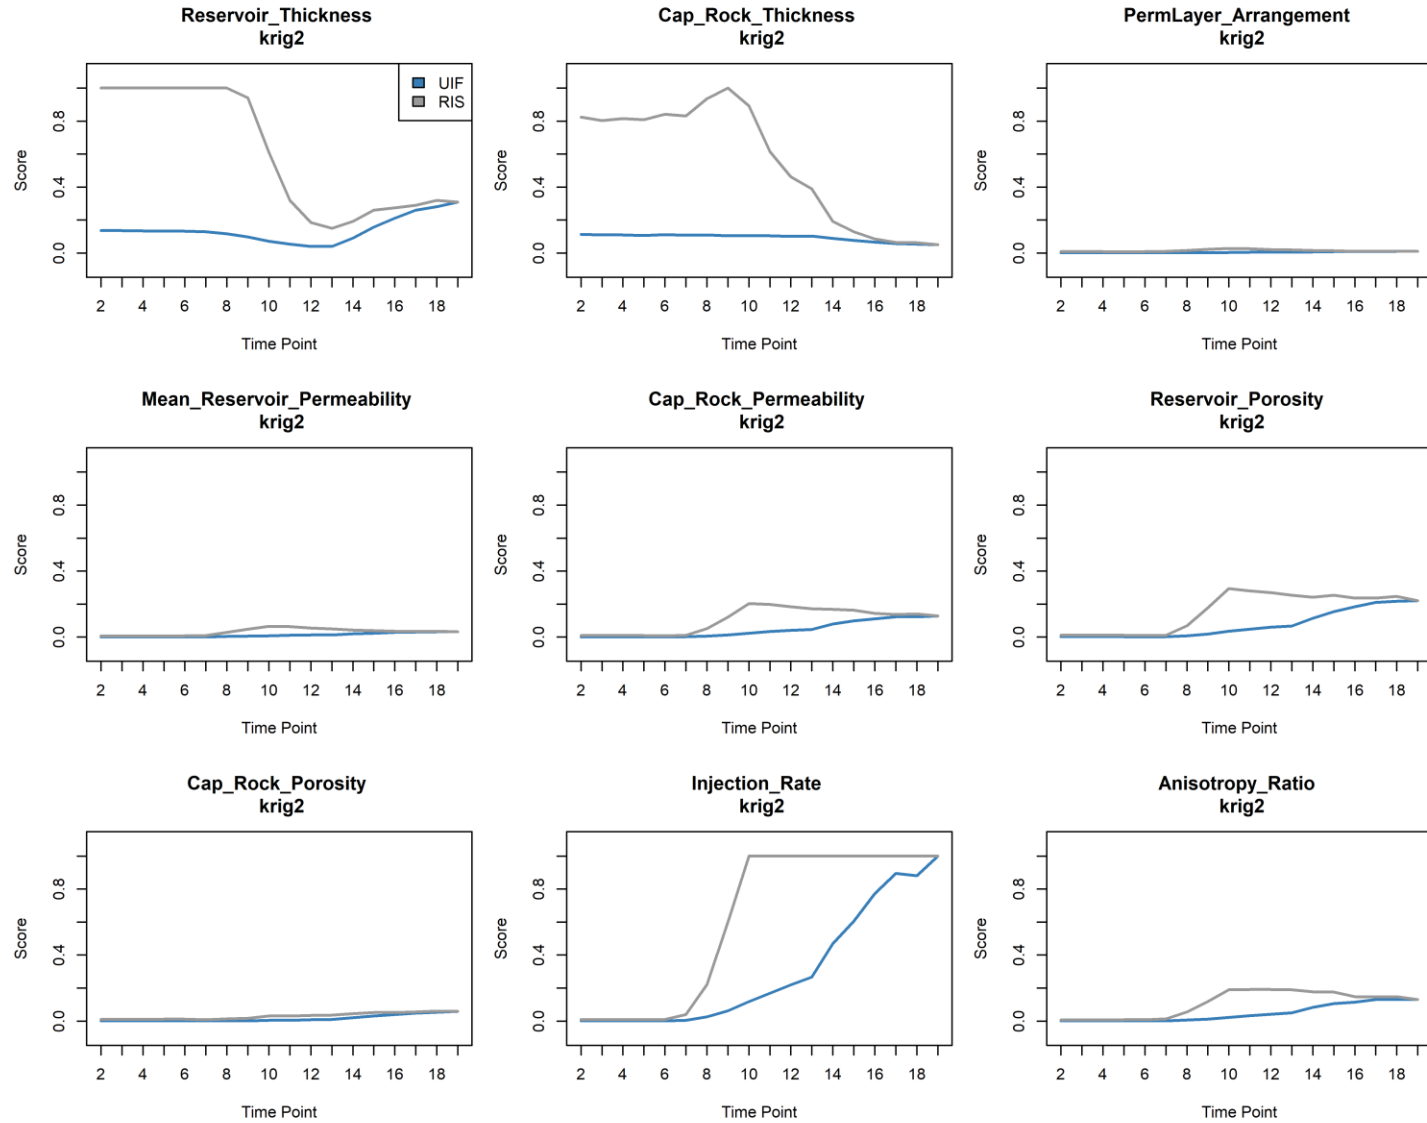 Reservoir_Thickness
krig2
Score
0.0 0.4 0.8
UIF
RIS
2 4 6 8 10 12 14 16 18
Time Point
Cap_Rock_Thickness
krig2
Score
0.0 0.4 0.8
2 4 6 8 10 12 14 16 18
Time Point
PermLayer_Arrangement
krig2
Score
0.0 0.4 0.8
2 4 6 8 10 12 14 16 18
Time Point
Mean_Reservoir_Permeability
krig2
Score
0.0 0.4 0.8
2 4 6 8 10 12 14 16 18
Time Point
Cap_Rock_Permeability
krig2
Score
0.0 0.4 0.8
2 4 6 8 10 12 14 16 18
Time Point
Reservoir_Porosity
krig2
Score
0.0 0.4 0.8
2 4 6 8 10 12 14 16 18
Time Point
Cap_Rock_Porosity
krig2
Score
0.0 0.4 0.8
2 4 6 8 10 12 14 16 18
Time Point
Injection_Rate
krig2
Score
0.0 0.4 0.8
2 4 6 8 10 12 14 16 18
Time Point
Anisotropy_Ratio
krig2
Score
0.0 0.4 0.8
2 4 6 8 10 12 14 16 18
Time Point